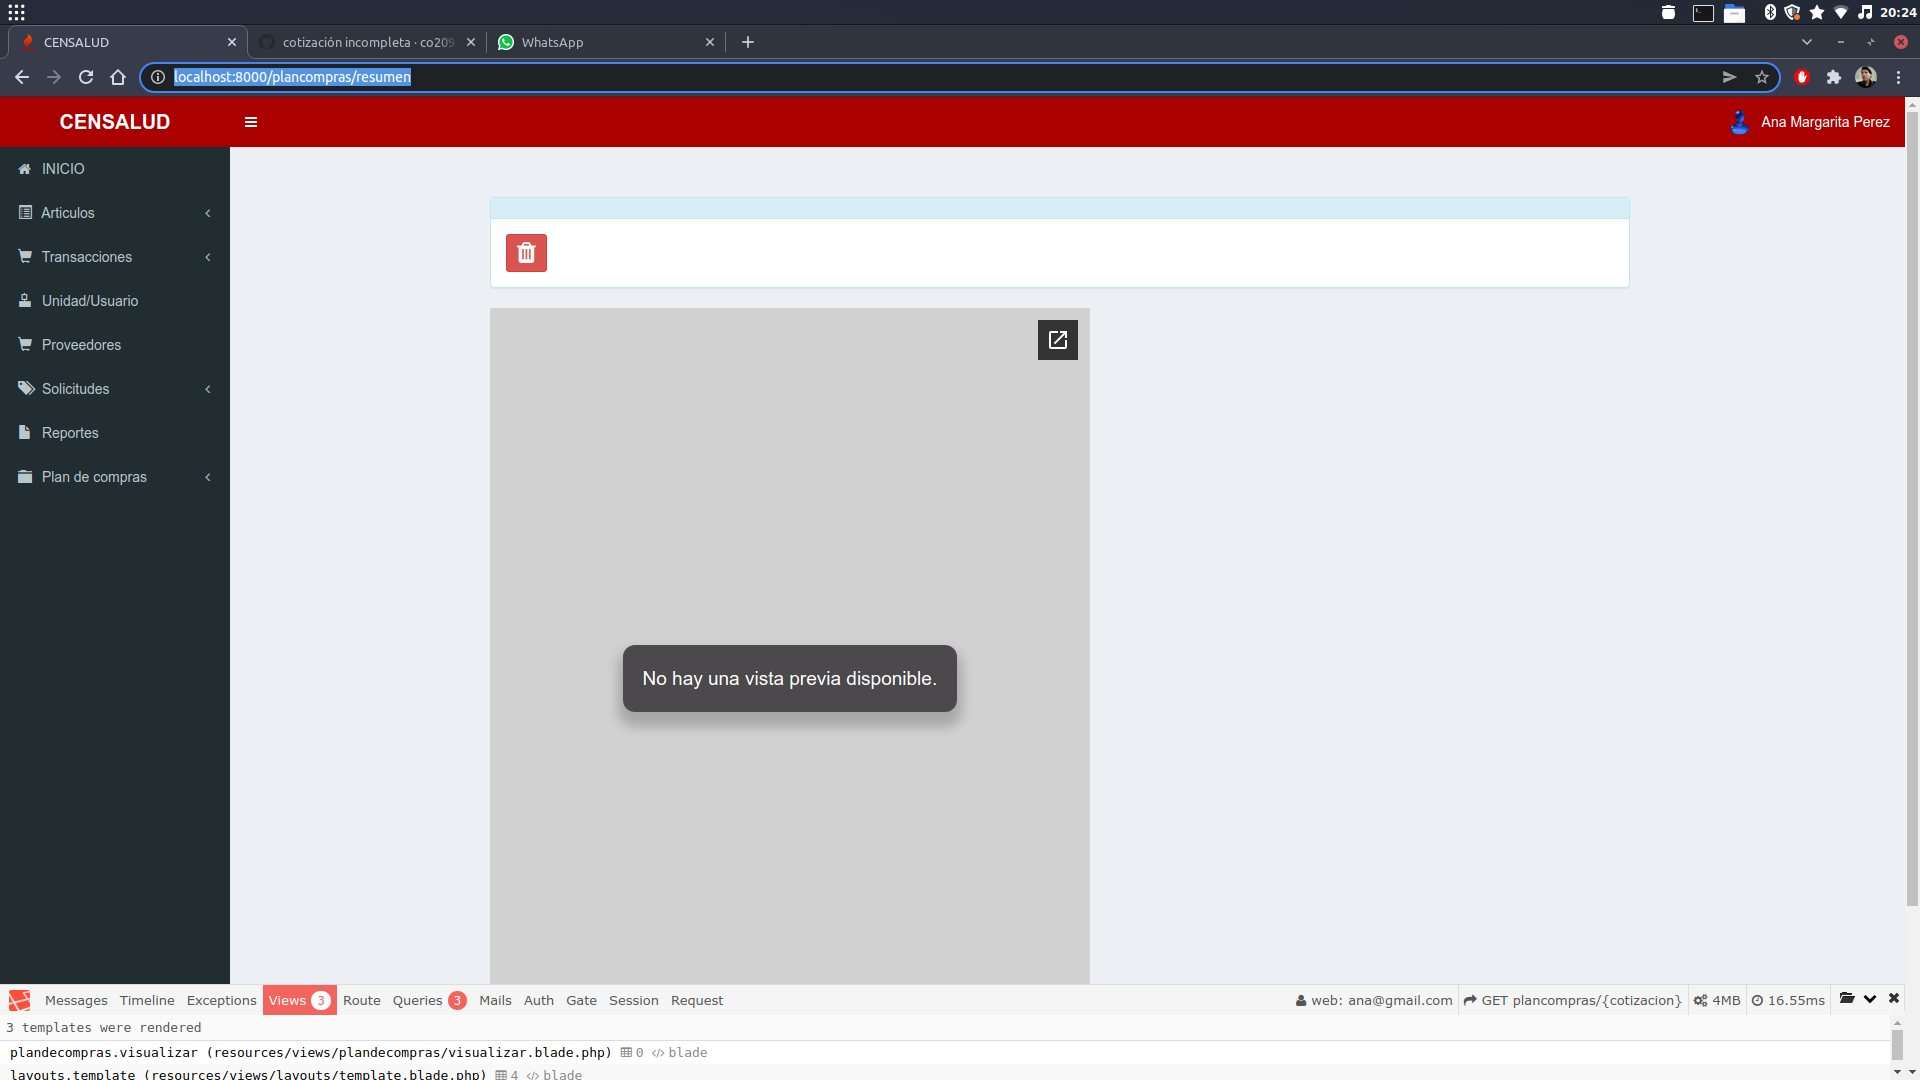 20:24
CENSALUD
cotización incompleta · co209
WhatsApp
localhost:8000/plancompras/resumen
CENSALUD
Ana Margarita Perez
INICIO
Articulos
Transacciones
Unidad/Usuario
Proveedores
Solicitudes
Reportes
Plan de compras
No hay una vista previa disponible.
Messages Timeline Exceptions Views 3 Route Queries 3 Mails Auth Gate Session Request web: ana@gmail.com GET plancompras/{cotizacion} 4MB 16.55ms
3 templates were rendered
plandecompras.visualizar (resources/views/plandecompras/visualizar.blade.php) 0 blade
layouts.template (resources/views/layouts/template.blade.php) 4 blade